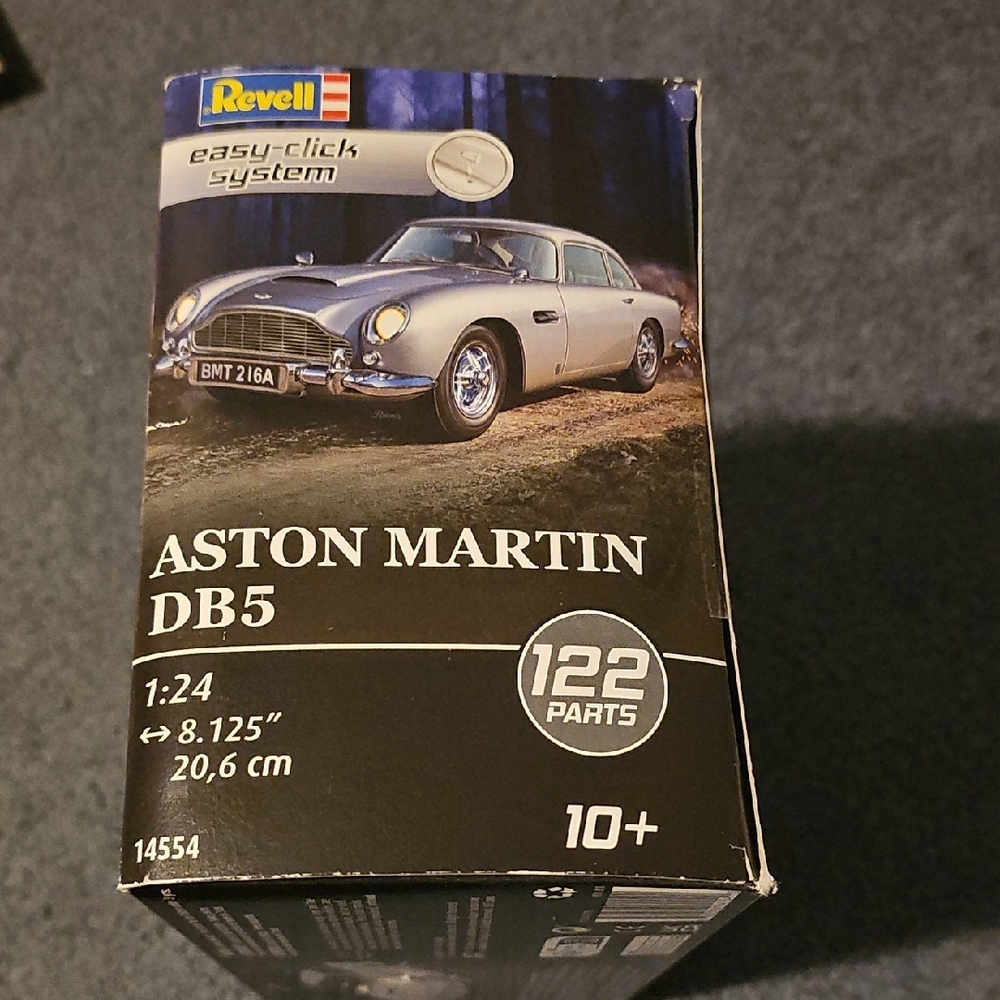 Revell
easy-click
system
BMT 216A
ASTON MARTIN
DB5
122
PARTS
1:24
↔ 8.125"
20,6 cm
10+
14554